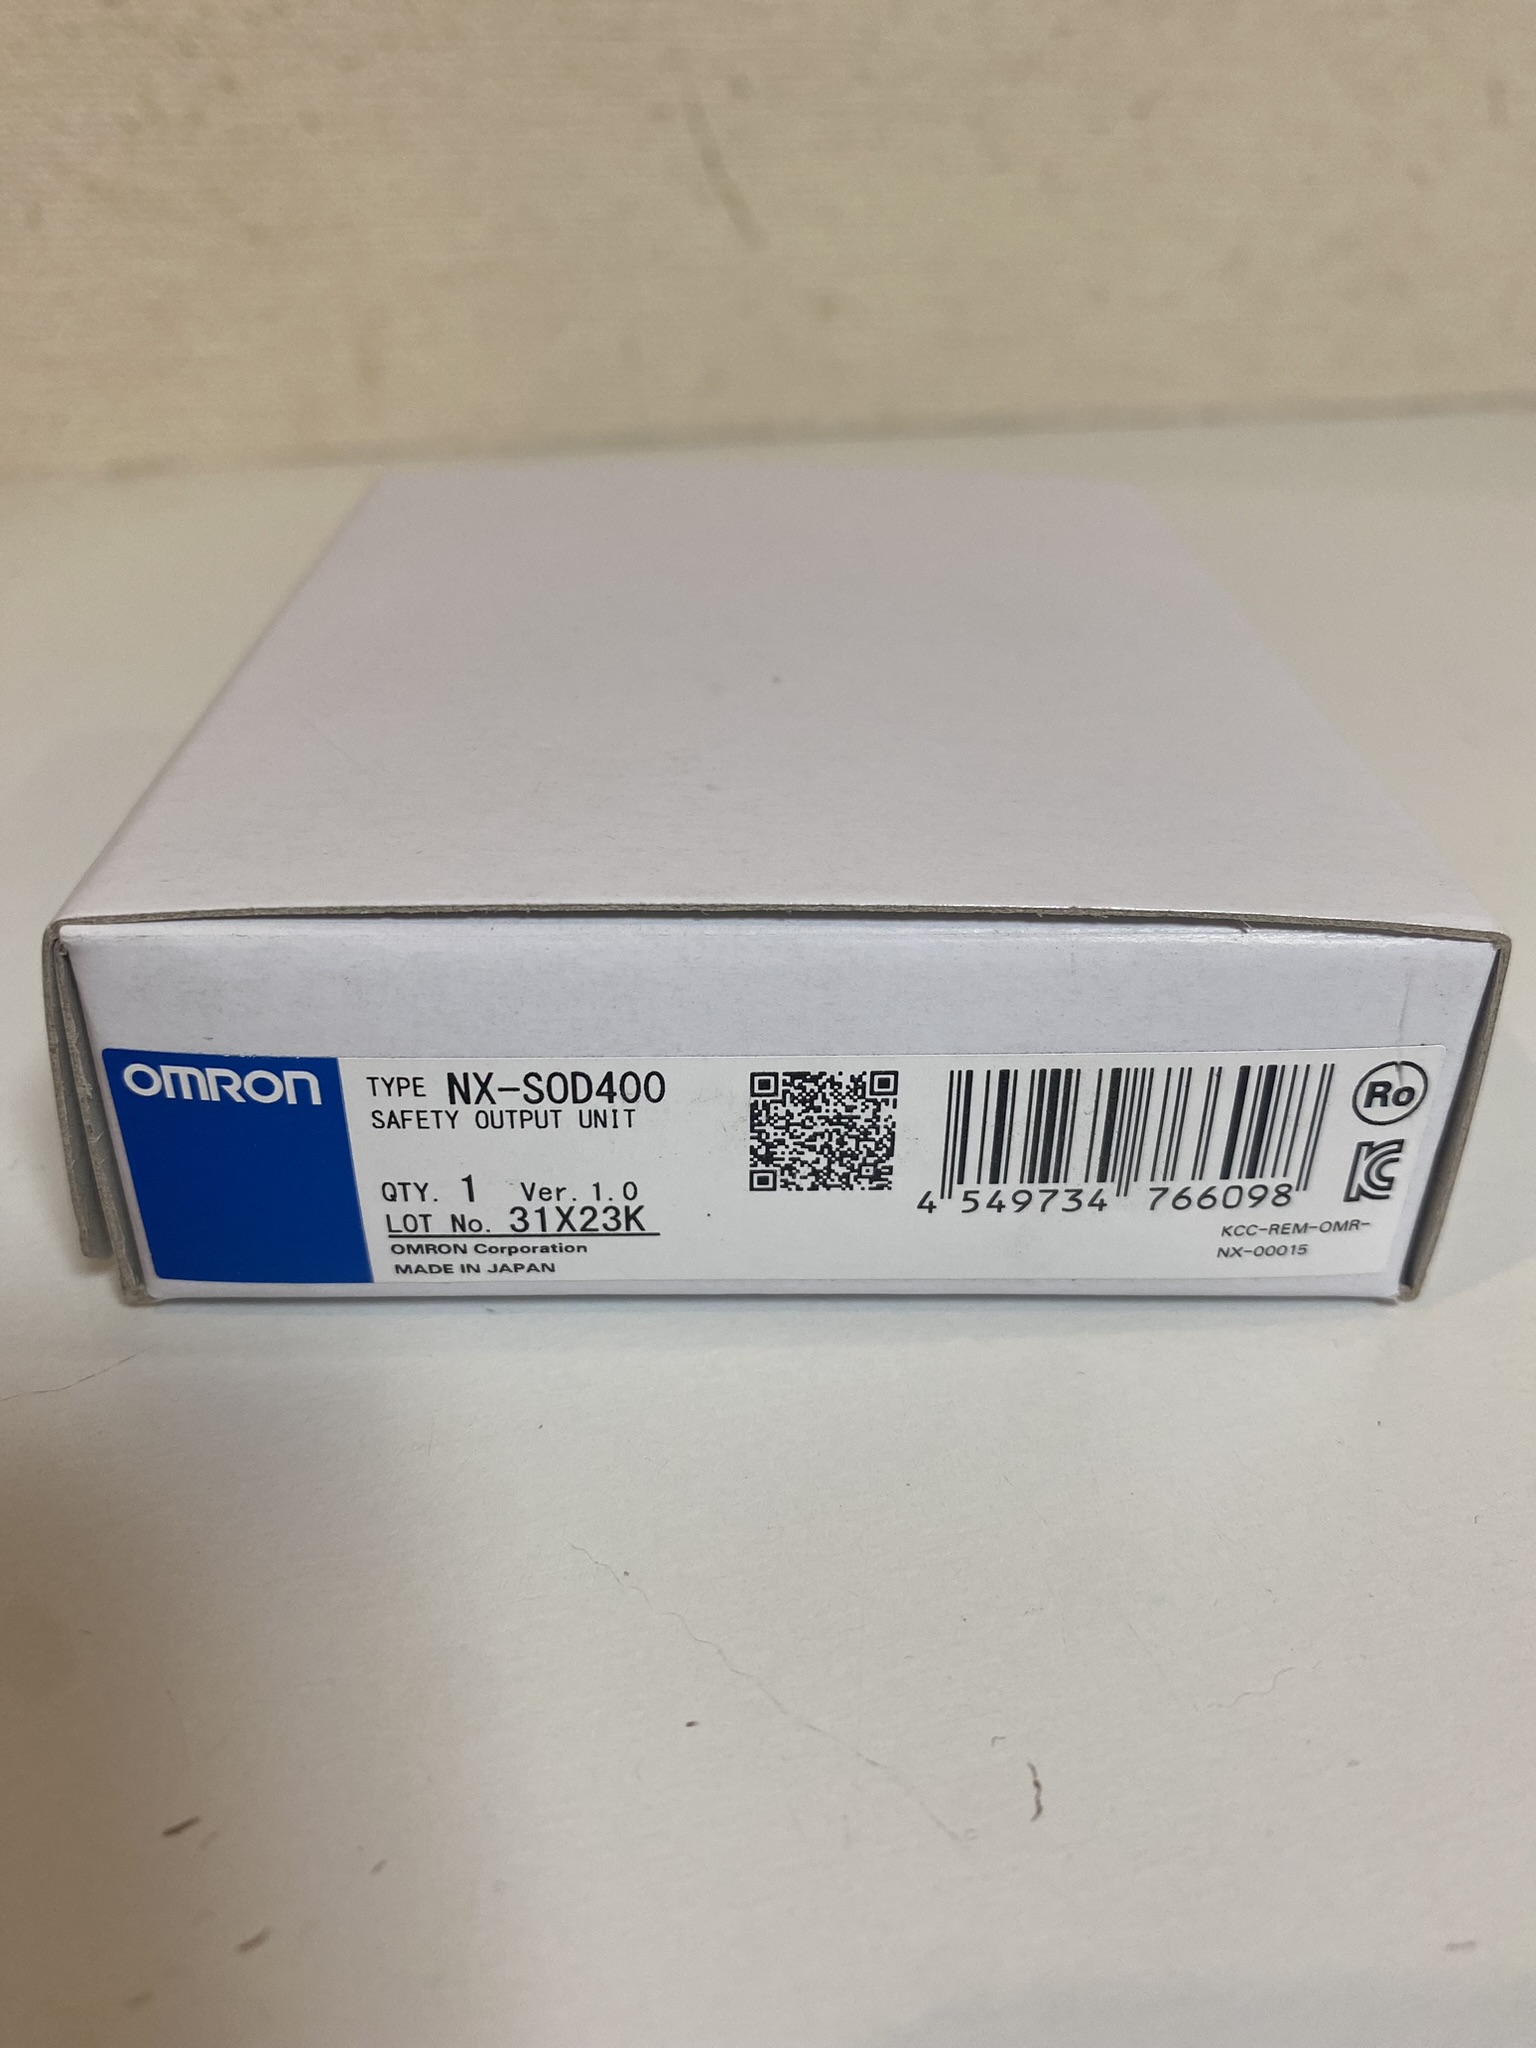 OMRON
TYPE NX-SOD400
SAFETY OUTPUT UNIT
QTY. 1 Ver. 1.0
LOT No. 31X23K
OMRON Corporation
MADE IN JAPAN
4 549734 766098
Ro
KC
KCC-REM-OMR-
NX-00015